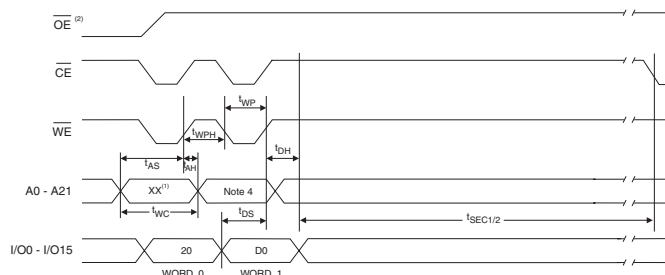 OE (2)
CE
tWP
WE
tWPH
tDH
tAS
tAH
A0 - A21
XX(1)
Note 4
tWC
tDS
tSEC1/2
I/O0 - I/O15
20
D0
WORD 0
WORD 1